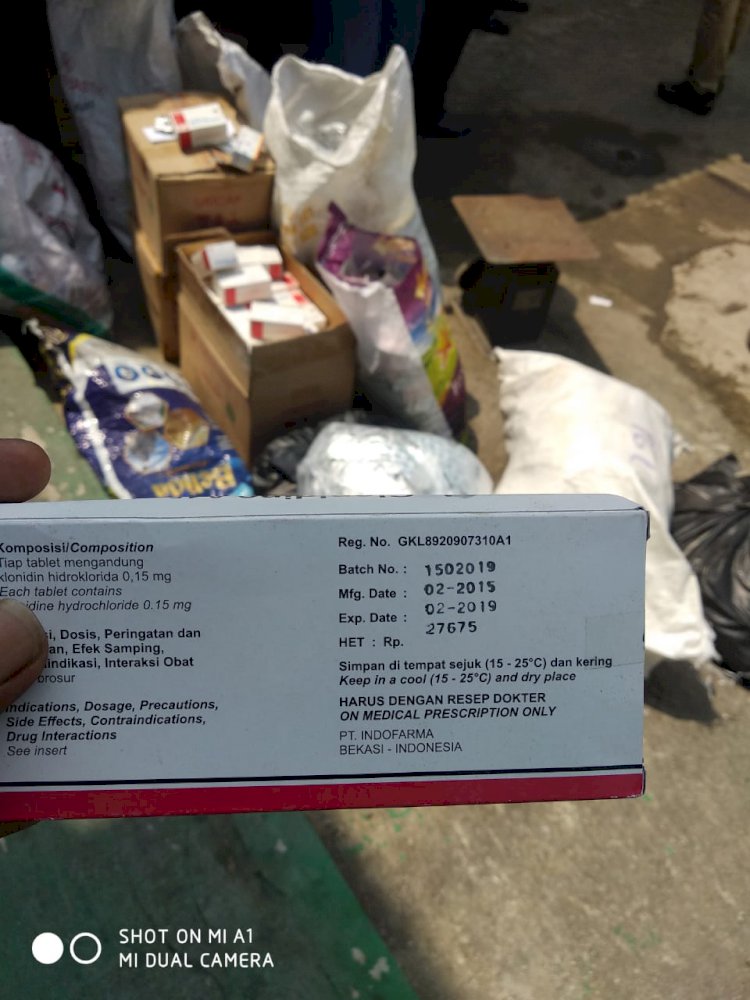 Benda
Komposisi/Composition
Tiap tablet mengandung
klonidin hidroklorida 0,15 mg
Each tablet contains
idine hydrochloride 0.15 mg
si, Dosis, Peringatan dan
an, Efek Samping,
indikasi, Interaksi Obat
brosur
Indications, Dosage, Precautions,
Side Effects, Contraindications,
Drug Interactions
See insert
Reg. No. GKL8920907310A1
Batch No. : 1502019
Mfg. Date : 02-2015
Exp. Date : 02-2019
HET : Rp. 27675
Simpan di tempat sejuk (15 - 25°C) dan kering
Keep in a cool (15 - 25°C) and dry place
HARUS DENGAN RESEP DOKTER
ON MEDICAL PRESCRIPTION ONLY
PT. INDOFARMA
BEKASI - INDONESIA
SHOT ON MI A1
MI DUAL CAMERA